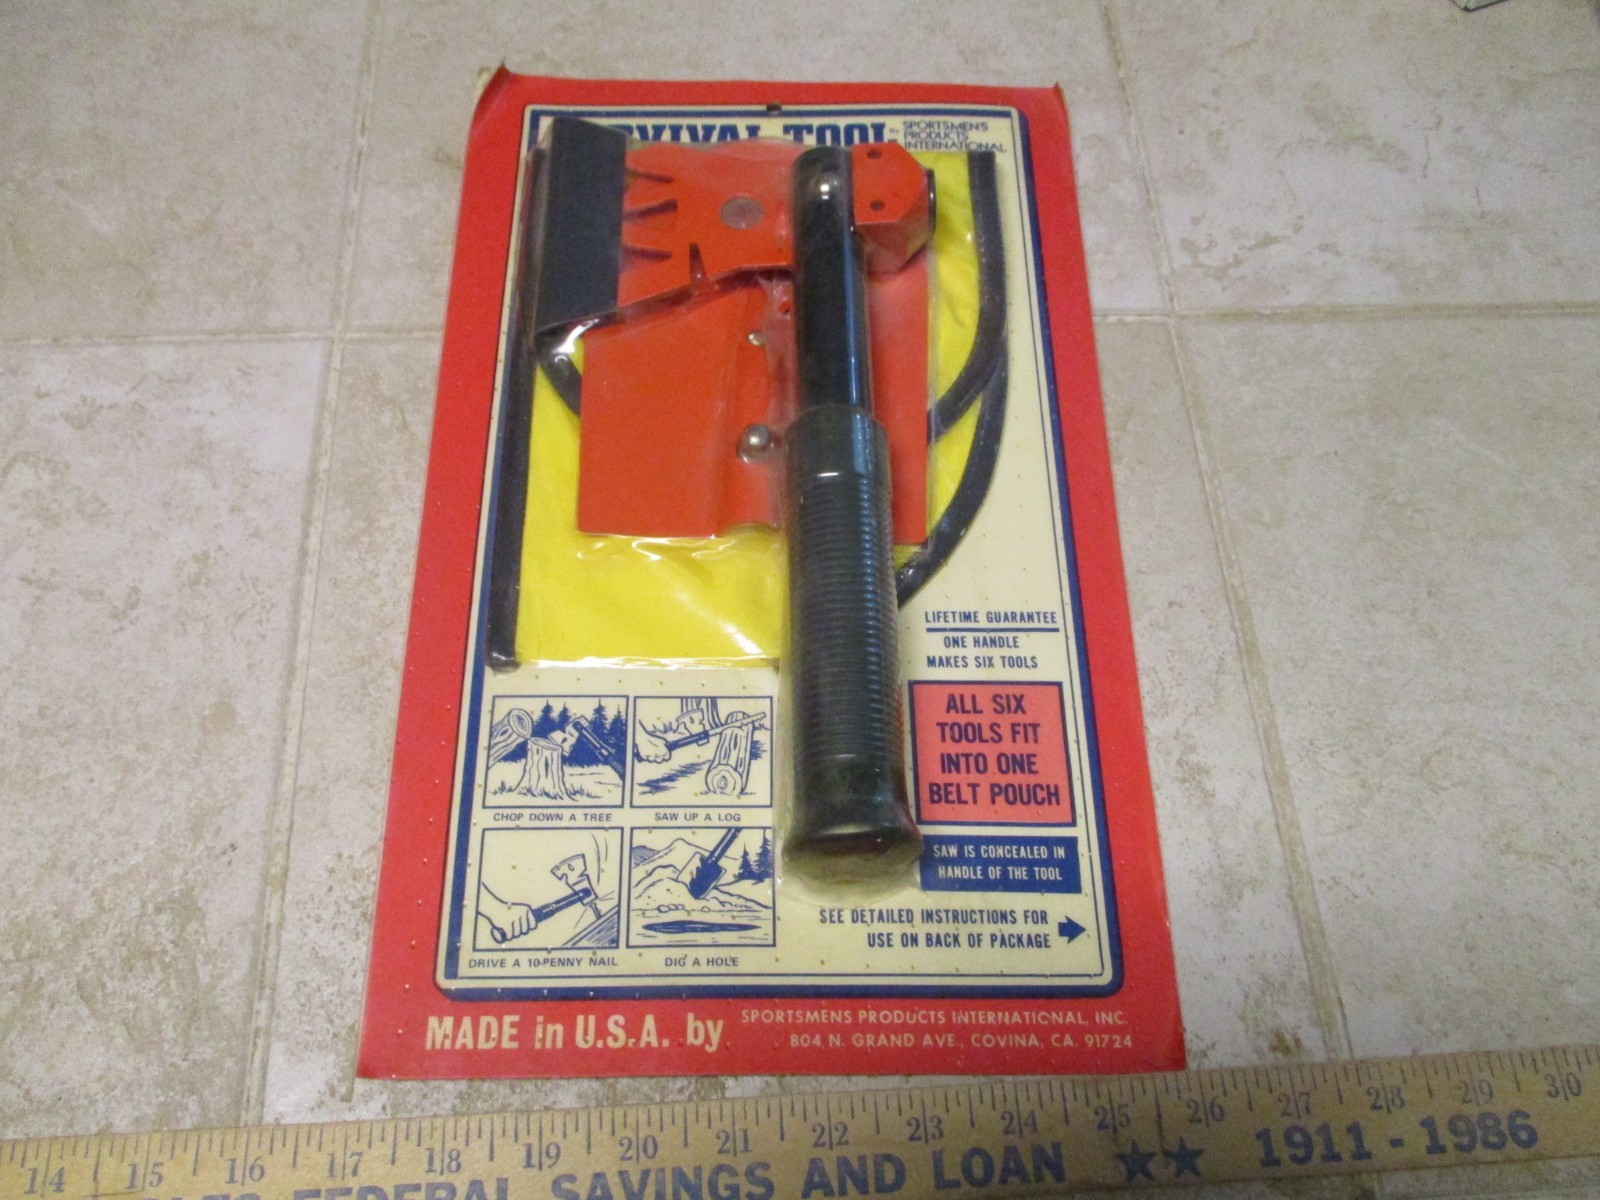 TOOL BY SPORTSMEN'S
PRODUCTS
INTERNATIONAL
LIFETIME GUARANTEE
ONE HANDLE
MAKES SIX TOOLS
ALL SIX
TOOLS FIT
INTO ONE
BELT POUCH
SAW IS CONCEALED IN
HANDLE OF THE TOOL
CHOP DOWN A TREE
SAW UP A LOG
DRIVE A 10-PENNY NAIL
DIG A HOLE
SEE DETAILED INSTRUCTIONS FOR
USE ON BACK OF PACKAGE
MADE in U.S.A. by
SPORTSMENS PRODUCTS INTERNATIONAL, INC.
804 N. GRAND AVE., COVINA, CA. 91724
14 15 16 17 18 19 20 21 22 23 24 25 26 27 28 29 30
FEDERAL SAVINGS AND LOAN ★★ 1911 - 1986